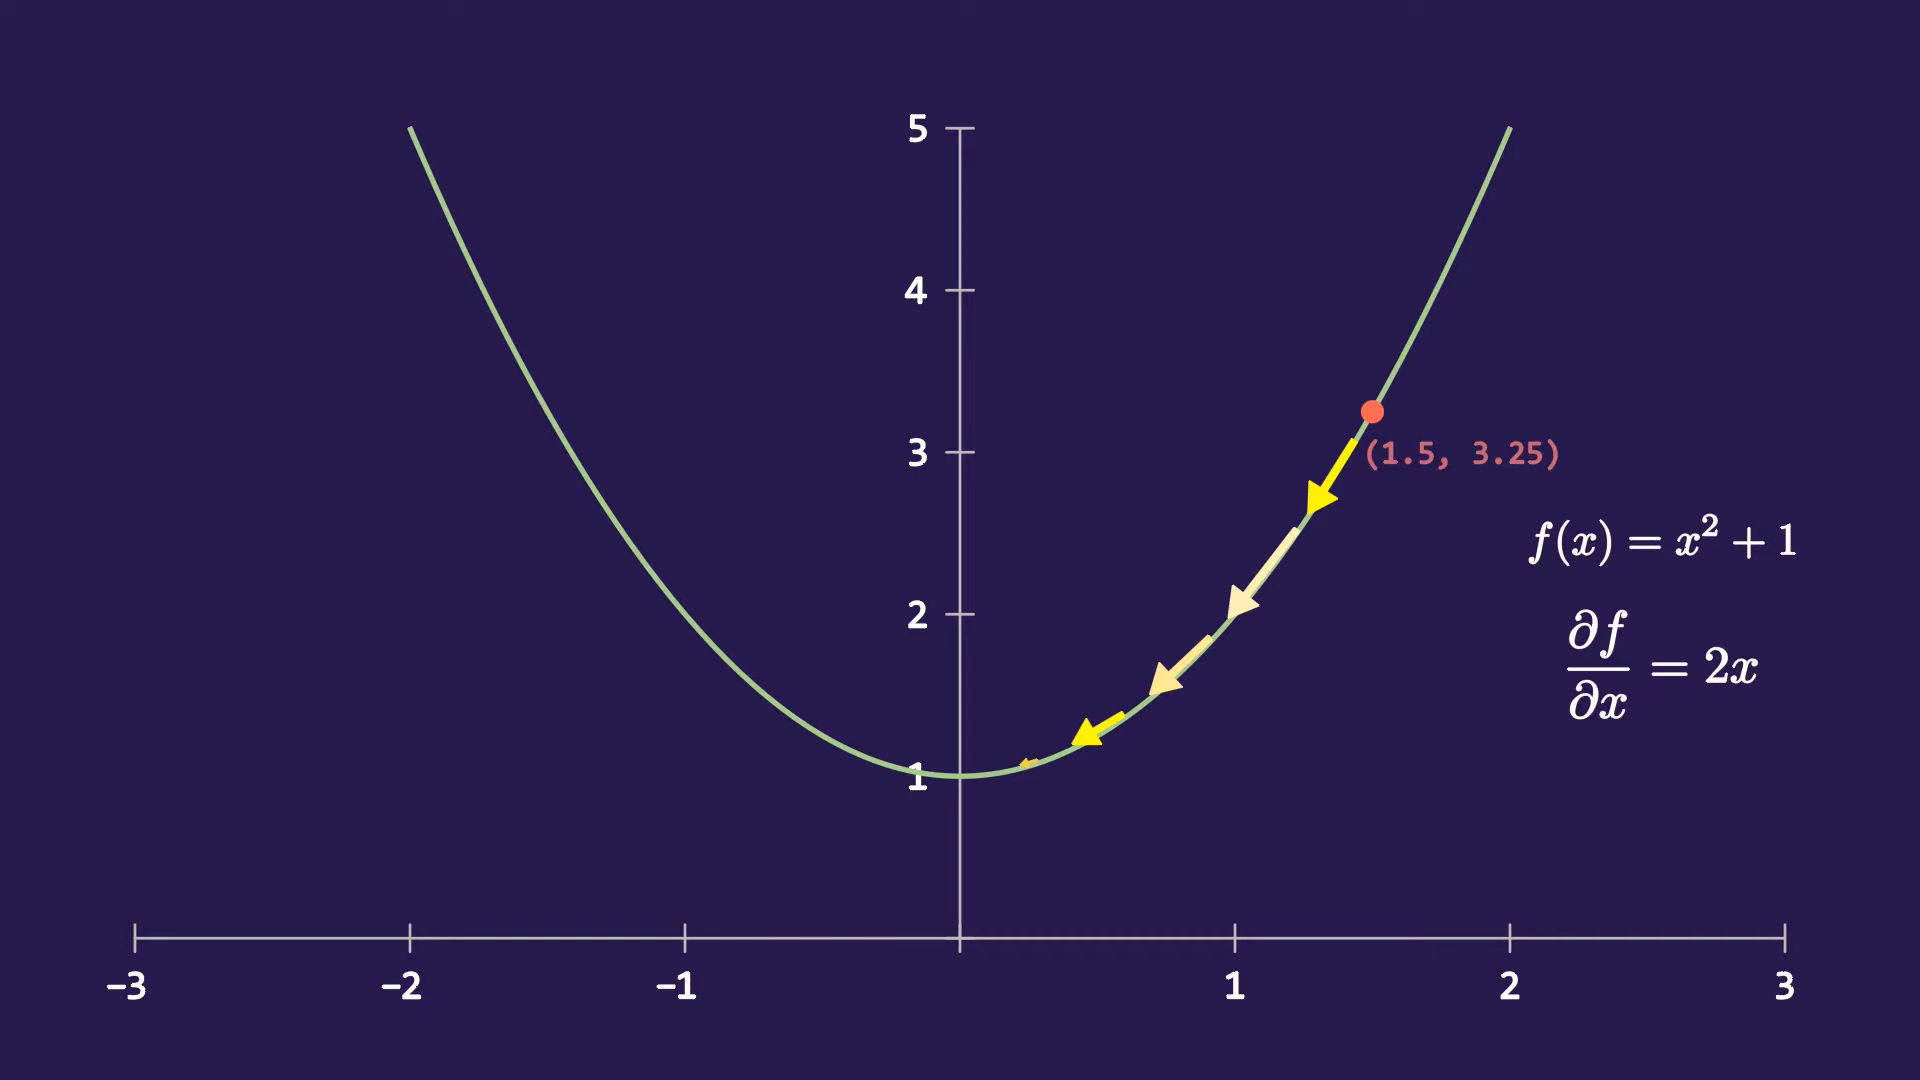 5
4
3
(1.5, 3.25)
f(x) = x² + 1
2
∂f/∂x = 2x
1
−3 −2 −1 1 2 3